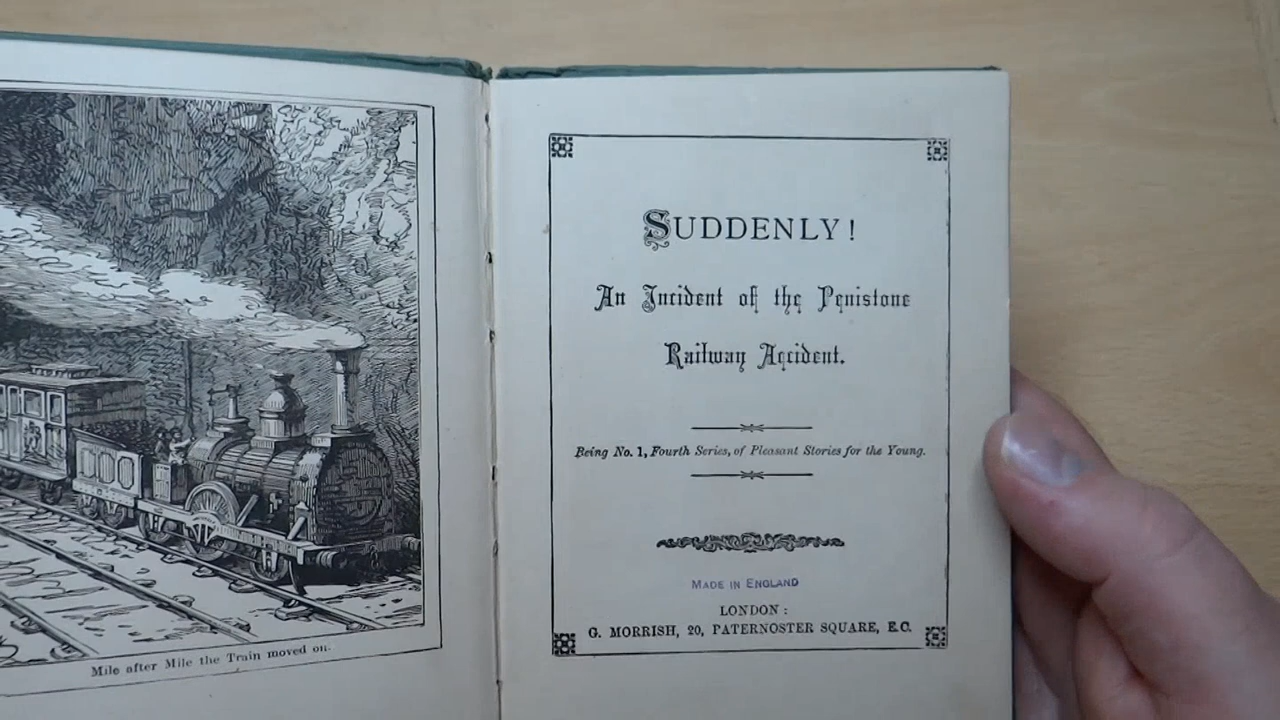 Mile after Mile the Train moved on.
SUDDENLY!
An Incident of the Penistone
Railway Accident.
Being No. 1, Fourth Series, of Pleasant Stories for the Young.
MADE IN ENGLAND
LONDON:
G. MORRISH, 20, PATERNOSTER SQUARE, E.C.